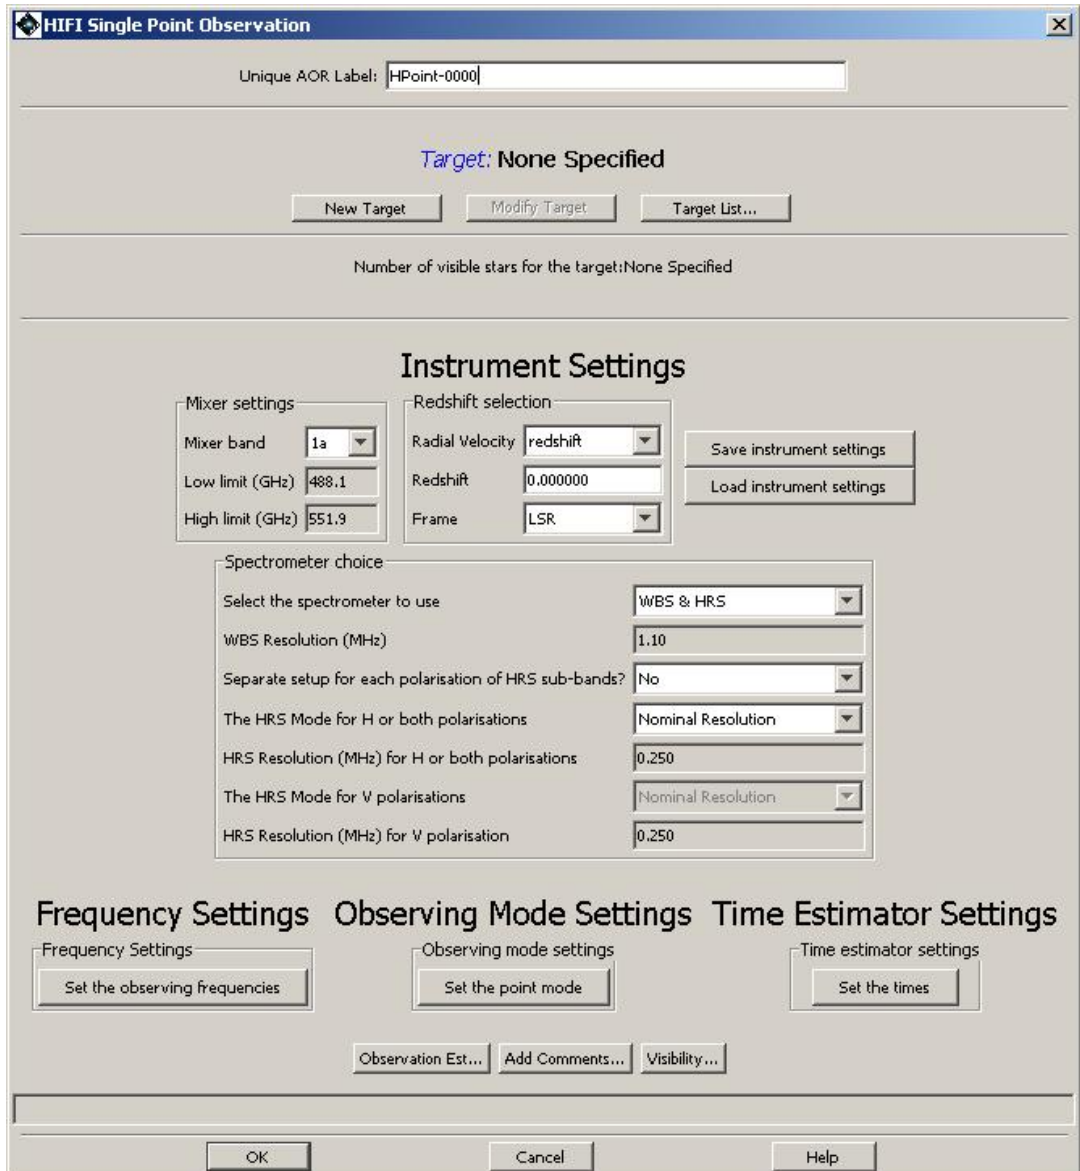 HIFI Single Point Observation
Unique AOR Label: HPoint-0000
Target: None Specified
New Target Modify Target Target List...
Number of visible stars for the target:None Specified
Instrument Settings
Mixer settings
Mixer band 1a
Low limit (GHz) 488.1
High limit (GHz) 551.9
Redshift selection
Radial Velocity redshift
Redshift 0.000000
Frame LSR
Save instrument settings
Load instrument settings
Spectrometer choice
Select the spectrometer to use WBS & HRS
WBS Resolution (MHz) 1.10
Separate setup for each polarisation of HRS sub-bands? No
The HRS Mode for H or both polarisations Nominal Resolution
HRS Resolution (MHz) for H or both polarisations 0.250
The HRS Mode for V polarisations Nominal Resolution
HRS Resolution (MHz) for V polarisation 0.250
Frequency Settings Observing Mode Settings Time Estimator Settings
Frequency Settings Observing mode settings Time estimator settings
Set the observing frequencies Set the point mode Set the times
Observation Est... Add Comments... Visibility...
OK Cancel Help